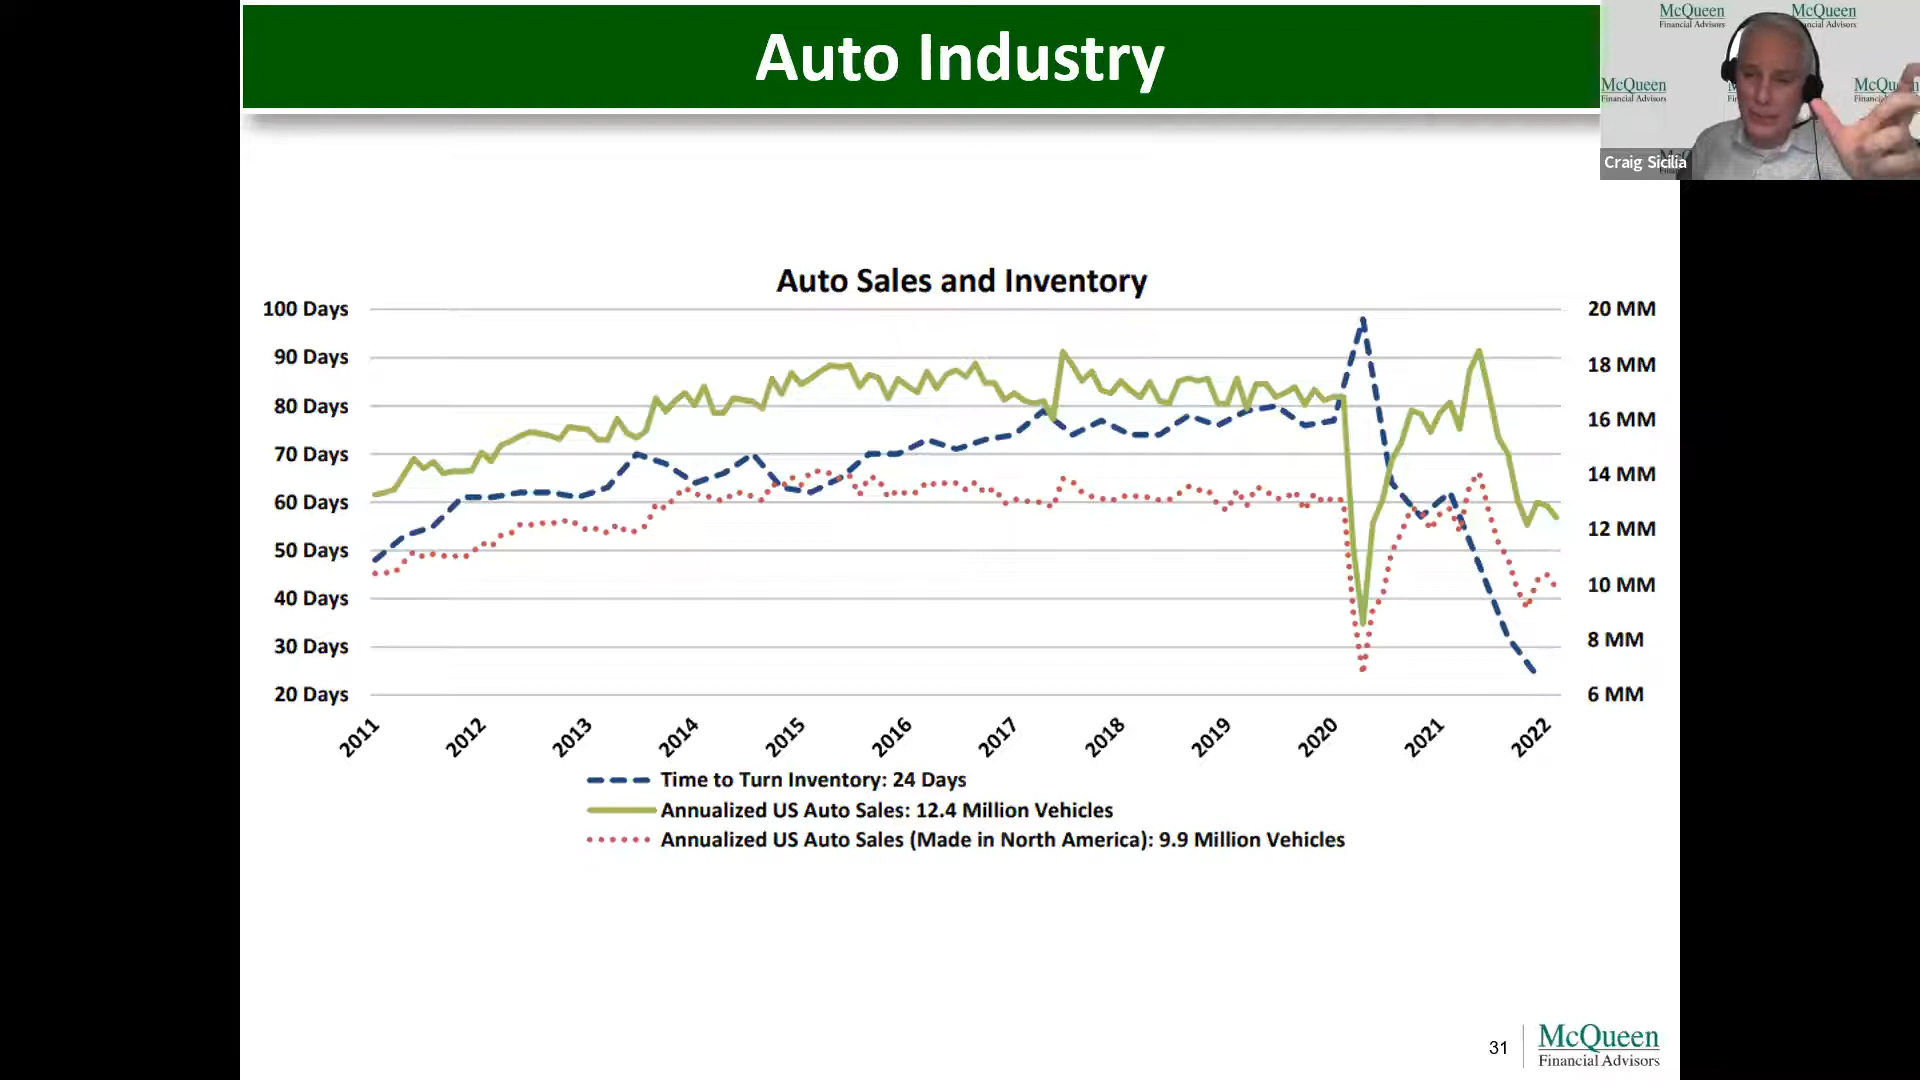 Auto Industry
McQueen
Financial Advisors
McQueen
Financial Advisors
McQueen
Financial Advisors
Craig Sicilia
Auto Sales and Inventory
100 Days
90 Days
80 Days
70 Days
60 Days
50 Days
40 Days
30 Days
20 Days
20 MM
18 MM
16 MM
14 MM
12 MM
10 MM
8 MM
6 MM
2011
2012
2013
2014
2015
2016
2017
2018
2019
2020
2021
2022
Time to Turn Inventory: 24 Days
Annualized US Auto Sales: 12.4 Million Vehicles
Annualized US Auto Sales (Made in North America): 9.9 Million Vehicles
31
McQueen
Financial Advisors